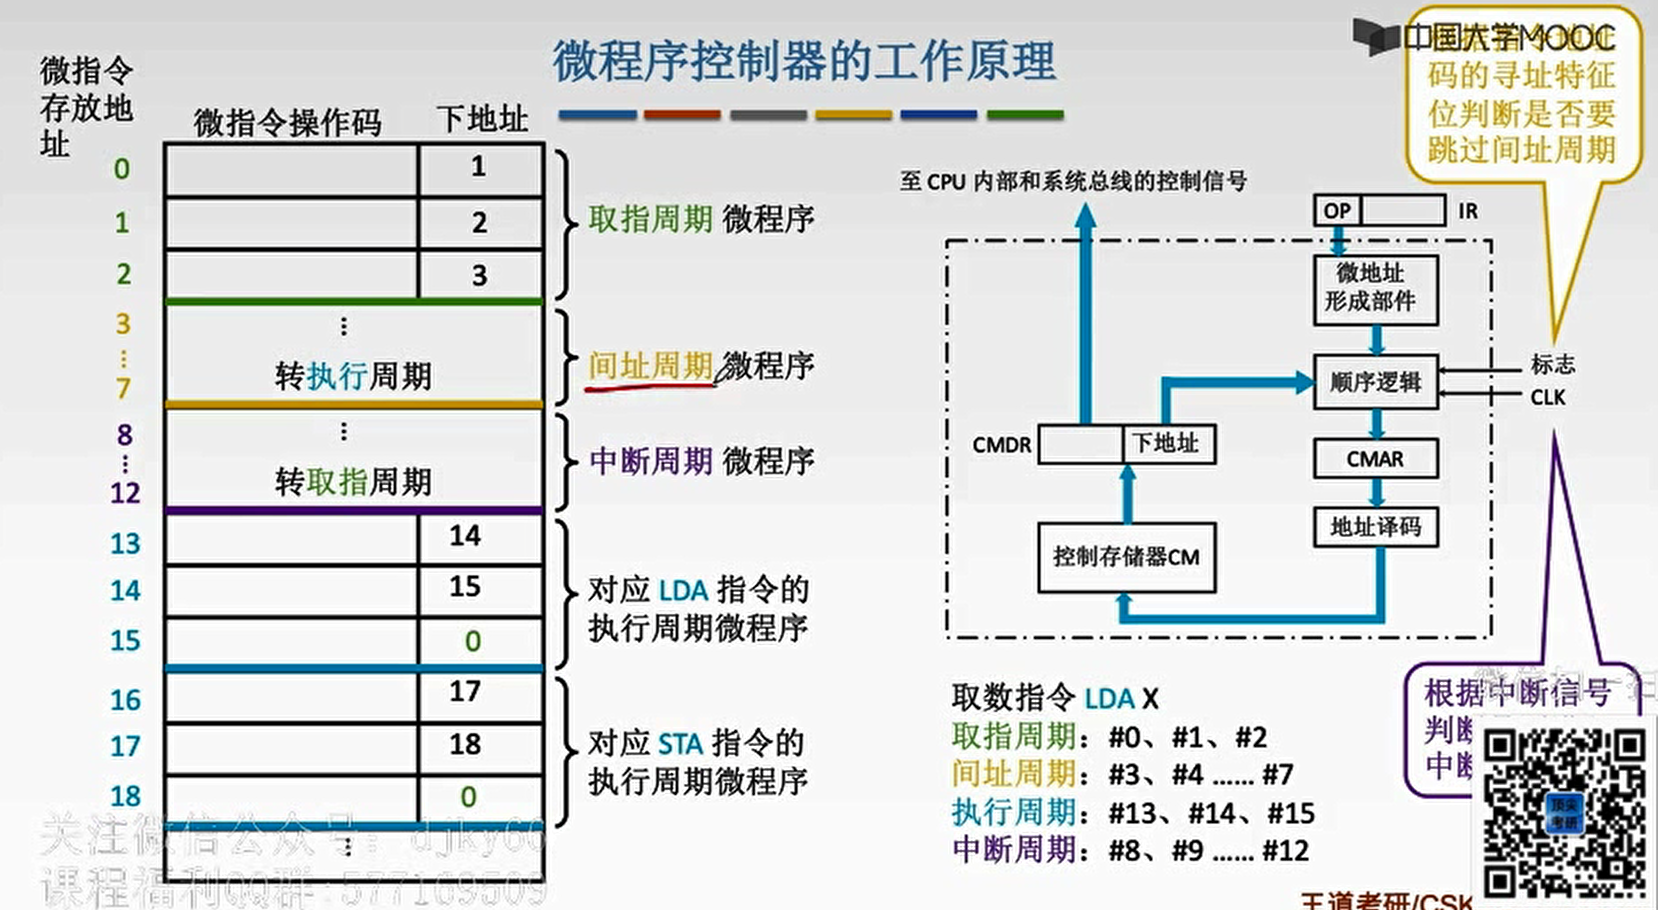 微程序控制器的工作原理
中国大学MOOC
码的寻址特征
位判断是否要
跳过间址周期
微指令
存放地
址
微指令操作码 下地址
0 1
1 2
2 3
取指周期 微程序
3
⋮ ⋮
7 转执行周期
间址周期 微程序
8 ⋮
⋮
12 转取指周期
中断周期 微程序
13 14
14 15
15 0
对应 LDA 指令的
执行周期微程序
16 17
17 18
18 0
对应 STA 指令的
执行周期微程序
⋮
至 CPU 内部和系统总线的控制信号
OP IR
微地址
形成部件
顺序逻辑
标志
CLK
CMDR 下地址
CMAR
地址译码
控制存储器CM
取数指令 LDA X
取指周期：#0、#1、#2
间址周期：#3、#4 …… #7
执行周期：#13、#14、#15
中断周期：#8、#9 …… #12
根据中断信号
判断
中断
顶尖
考研
关注微信公众号：djky66
课程福利QQ群:577169509
王道考研/CSK